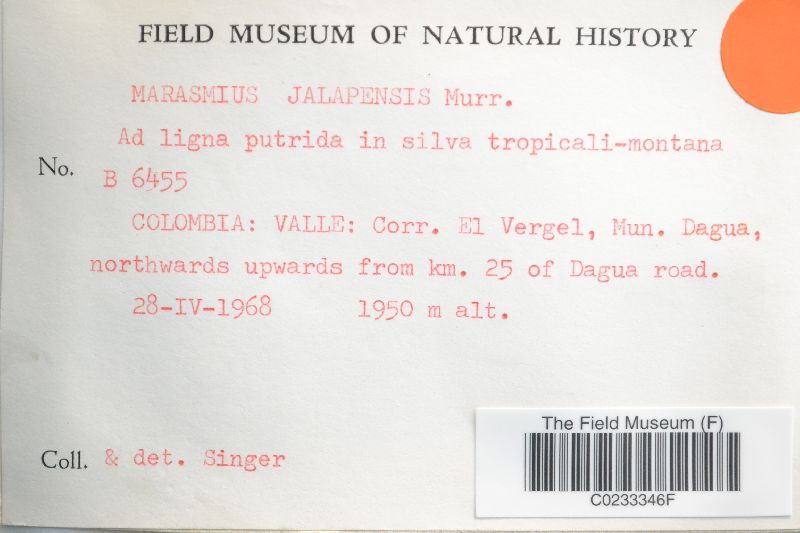 FIELD MUSEUM OF NATURAL HISTORY
MARASMIUS JALAPENSIS Murr.
Ad ligna putrida in silva tropicali-montana
No. B 6455
COLOMBIA: VALLE: Corr. El Vergel, Mun. Dagua,
northwards upwards from km. 25 of Dagua road.
28-IV-1968 1950 m alt.
Coll. & det. Singer
The Field Museum (F)
C0233346F